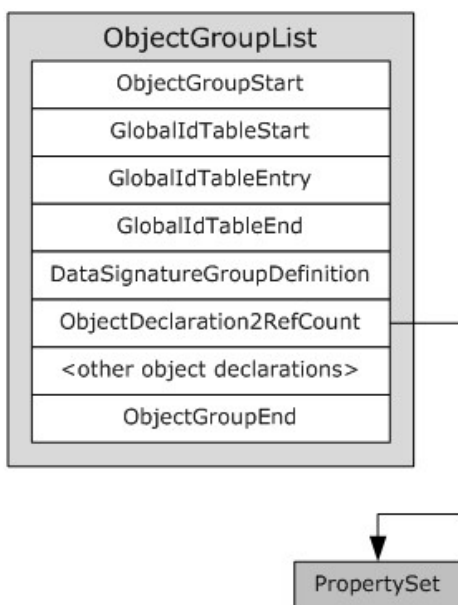 ObjectGroupList
ObjectGroupStart
GlobalIdTableStart
GlobalIdTableEntry
GlobalIdTableEnd
DataSignatureGroupDefinition
ObjectDeclaration2RefCount
<other object declarations>
ObjectGroupEnd
PropertySet